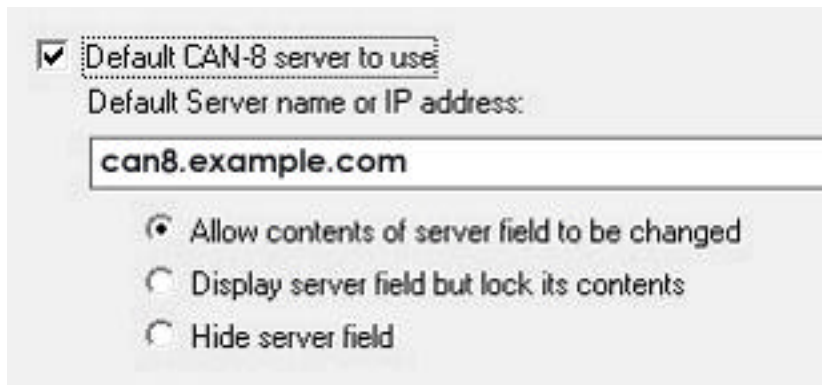 Default CAN-8 server to use
Default Server name or IP address:
can8.example.com
Allow contents of server field to be changed
Display server field but lock its contents
Hide server field